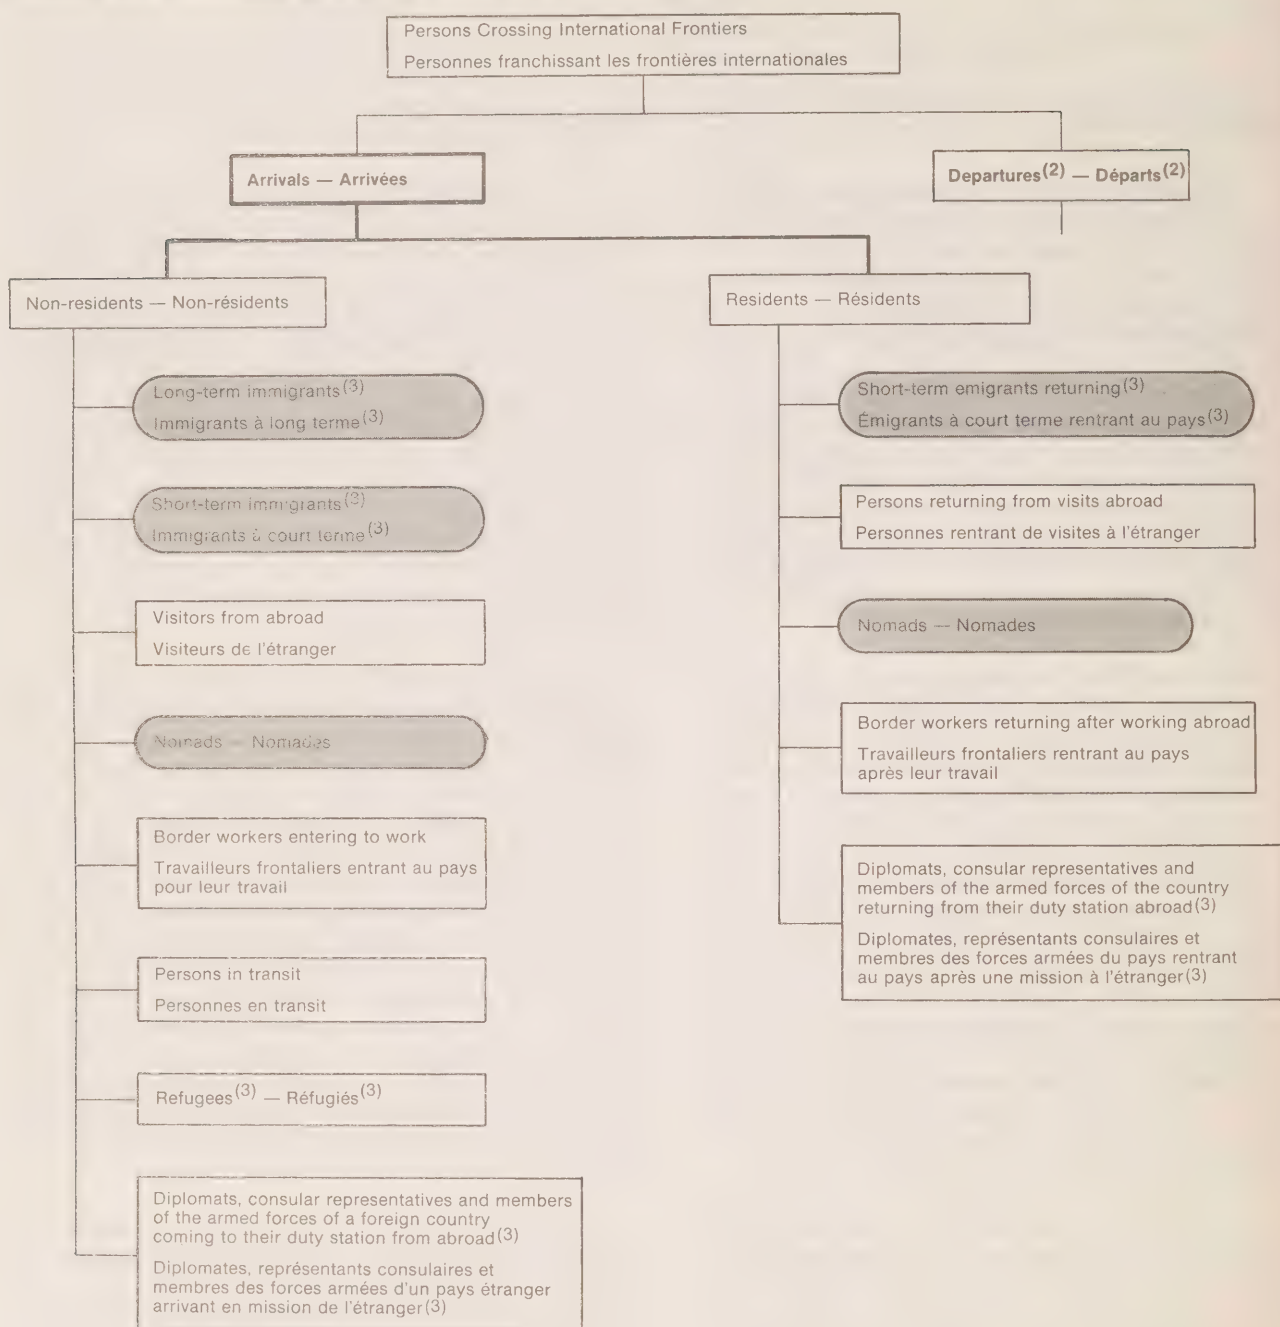 Persons Crossing International Frontiers
Personnes franchissant les frontières internationales
Arrivals — Arrivées
Departures(2) — Départs(2)
Non-residents — Non-résidents
Long-term immigrants(3)
Immigrants à long terme(3)
Short-term immigrants(3)
Immigrants à court terme(3)
Visitors from abroad
Visiteurs de l'étranger
Nomads — Nomades
Border workers entering to work
Travailleurs frontaliers entrant au pays
pour leur travail
Persons in transit
Personnes en transit
Refugees(3) — Réfugiés(3)
Diplomats, consular representatives and members
of the armed forces of a foreign country
coming to their duty station from abroad(3)
Diplomates, représentants consulaires et
membres des forces armées d'un pays étranger
arrivant en mission de l'étranger(3)
Residents — Résidents
Short-term emigrants returning(3)
Émigrants à court terme rentrant au pays(3)
Persons returning from visits abroad
Personnes rentrant de visites à l'étranger
Nomads — Nomades
Border workers returning after working abroad
Travailleurs frontaliers rentrant au pays
après leur travail
Diplomats, consular representatives and
members of the armed forces of the country
returning from their duty station abroad(3)
Diplomates, représentants consulaires et
membres des forces armées du pays rentrant
au pays après une mission à l'étranger(3)